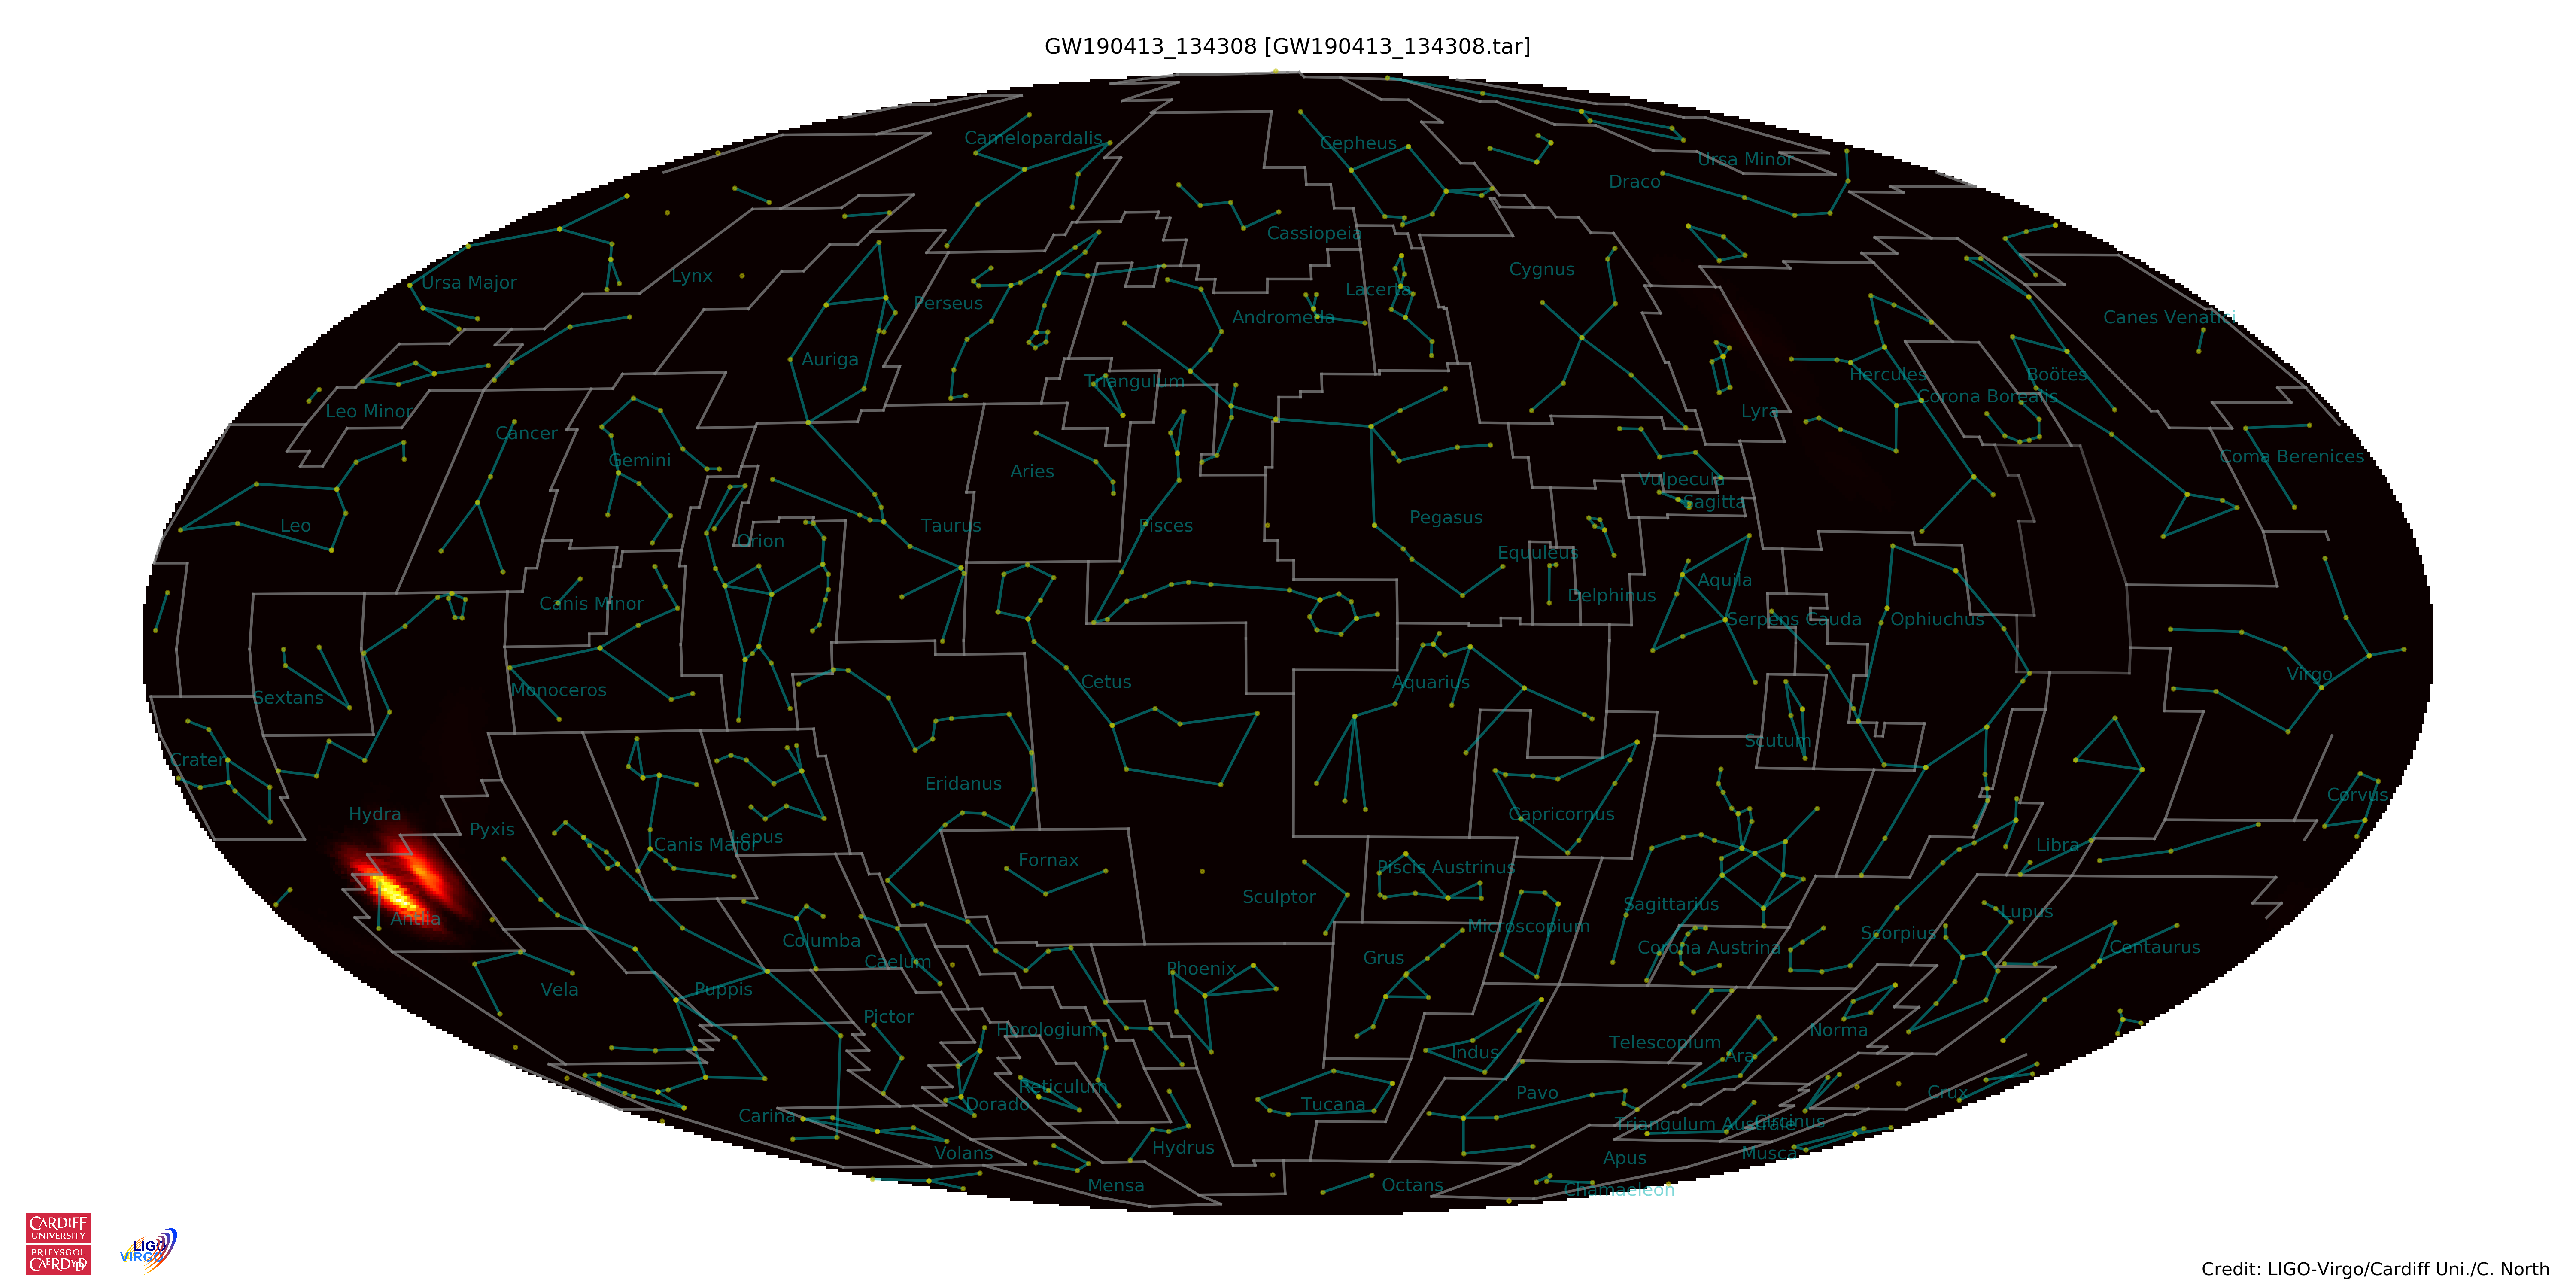 GW190413_134308 [GW190413_134308.tar]
Camelopardalis
Cepheus
Ursa Minor
Draco
Cassiopeia
Ursa Major
Lynx
Cygnus
Perseus
Lacerta
Andromeda
Canes Venatici
Auriga
Triangulum
Hercules
Boötes
Leo Minor
Corona Borealis
Lyra
Cancer
Gemini
Aries
Coma Berenices
Vulpecula
Sagitta
Leo
Orion
Taurus
Pisces
Pegasus
Equuleus
Canis Minor
Delphinus
Aquila
Serpens Cauda
Ophiuchus
Sextans
Monoceros
Cetus
Aquarius
Virgo
Crater
Scutum
Eridanus
Corvus
Hydra
Pyxis
Canis Major
Lepus
Capricornus
Libra
Fornax
Piscis Austrinus
Sculptor
Sagittarius
Lupus
Antlia
Microscopium
Columba
Scorpius
Corona Austrina
Centaurus
Caelum
Phoenix
Grus
Vela
Puppis
Pictor
Horologium
Norma
Telescopium
Indus
Ara
Reticulum
Pavo
Crux
Dorado
Tucana
Carina
Triangulum Australe
Circinus
Hydrus
Volans
Apus
Musca
Mensa
Octans
Chamaeleon
CARDIFF
UNIVERSITY
PRIFYSGOL
CAERDYDD
LIGO
VIRGO
Credit: LIGO-Virgo/Cardiff Uni./C. North